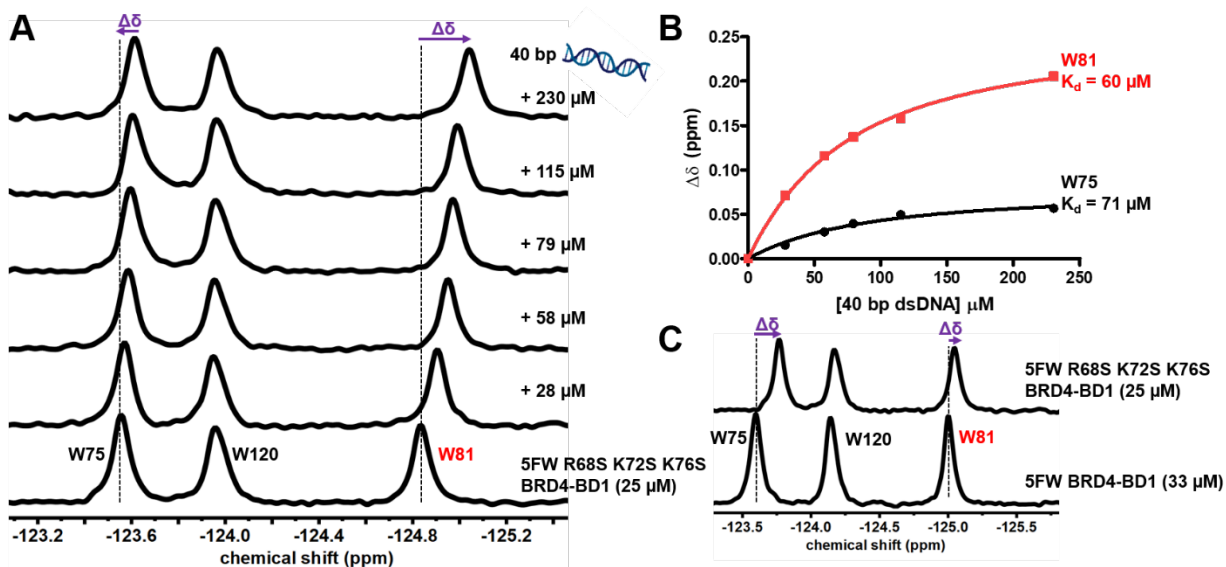 A
Δδ
Δδ
40 bp
+ 230 µM
+ 115 µM
+ 79 µM
+ 58 µM
+ 28 µM
W75
W120
W81
5FW R68S K72S K76S
BRD4-BD1 (25 µM)
-123.2
-123.6
-124.0
-124.4
-124.8
-125.2
chemical shift (ppm)
B
0.25
0.20
0.15
0.10
0.05
0.00
Δδ (ppm)
W81
Kd = 60 µM
W75
Kd = 71 µM
0
50
100
150
200
250
[40 bp dsDNA] µM
C
Δδ
Δδ
5FW R68S K72S K76S
BRD4-BD1 (25 µM)
W75
W120
W81
5FW BRD4-BD1 (33 µM)
-123.6
-124.2
-125.0
-125.5
chemical shift (ppm)